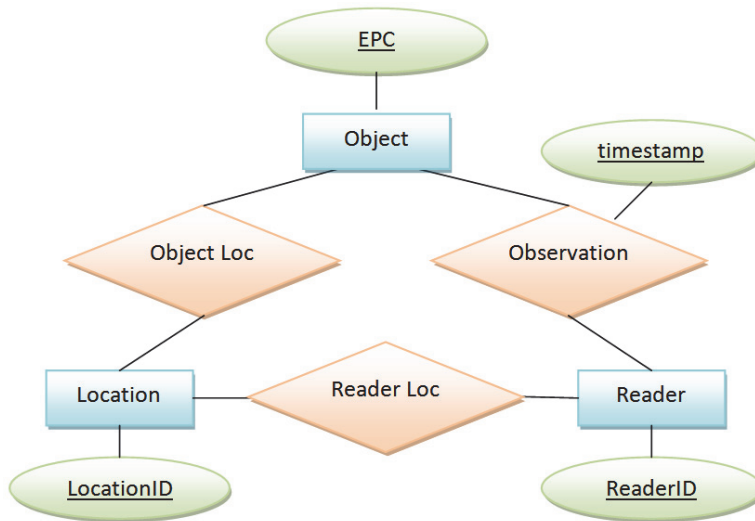 EPC
Object
timestamp
Object Loc
Observation
Location
Reader Loc
Reader
LocationID
ReaderID